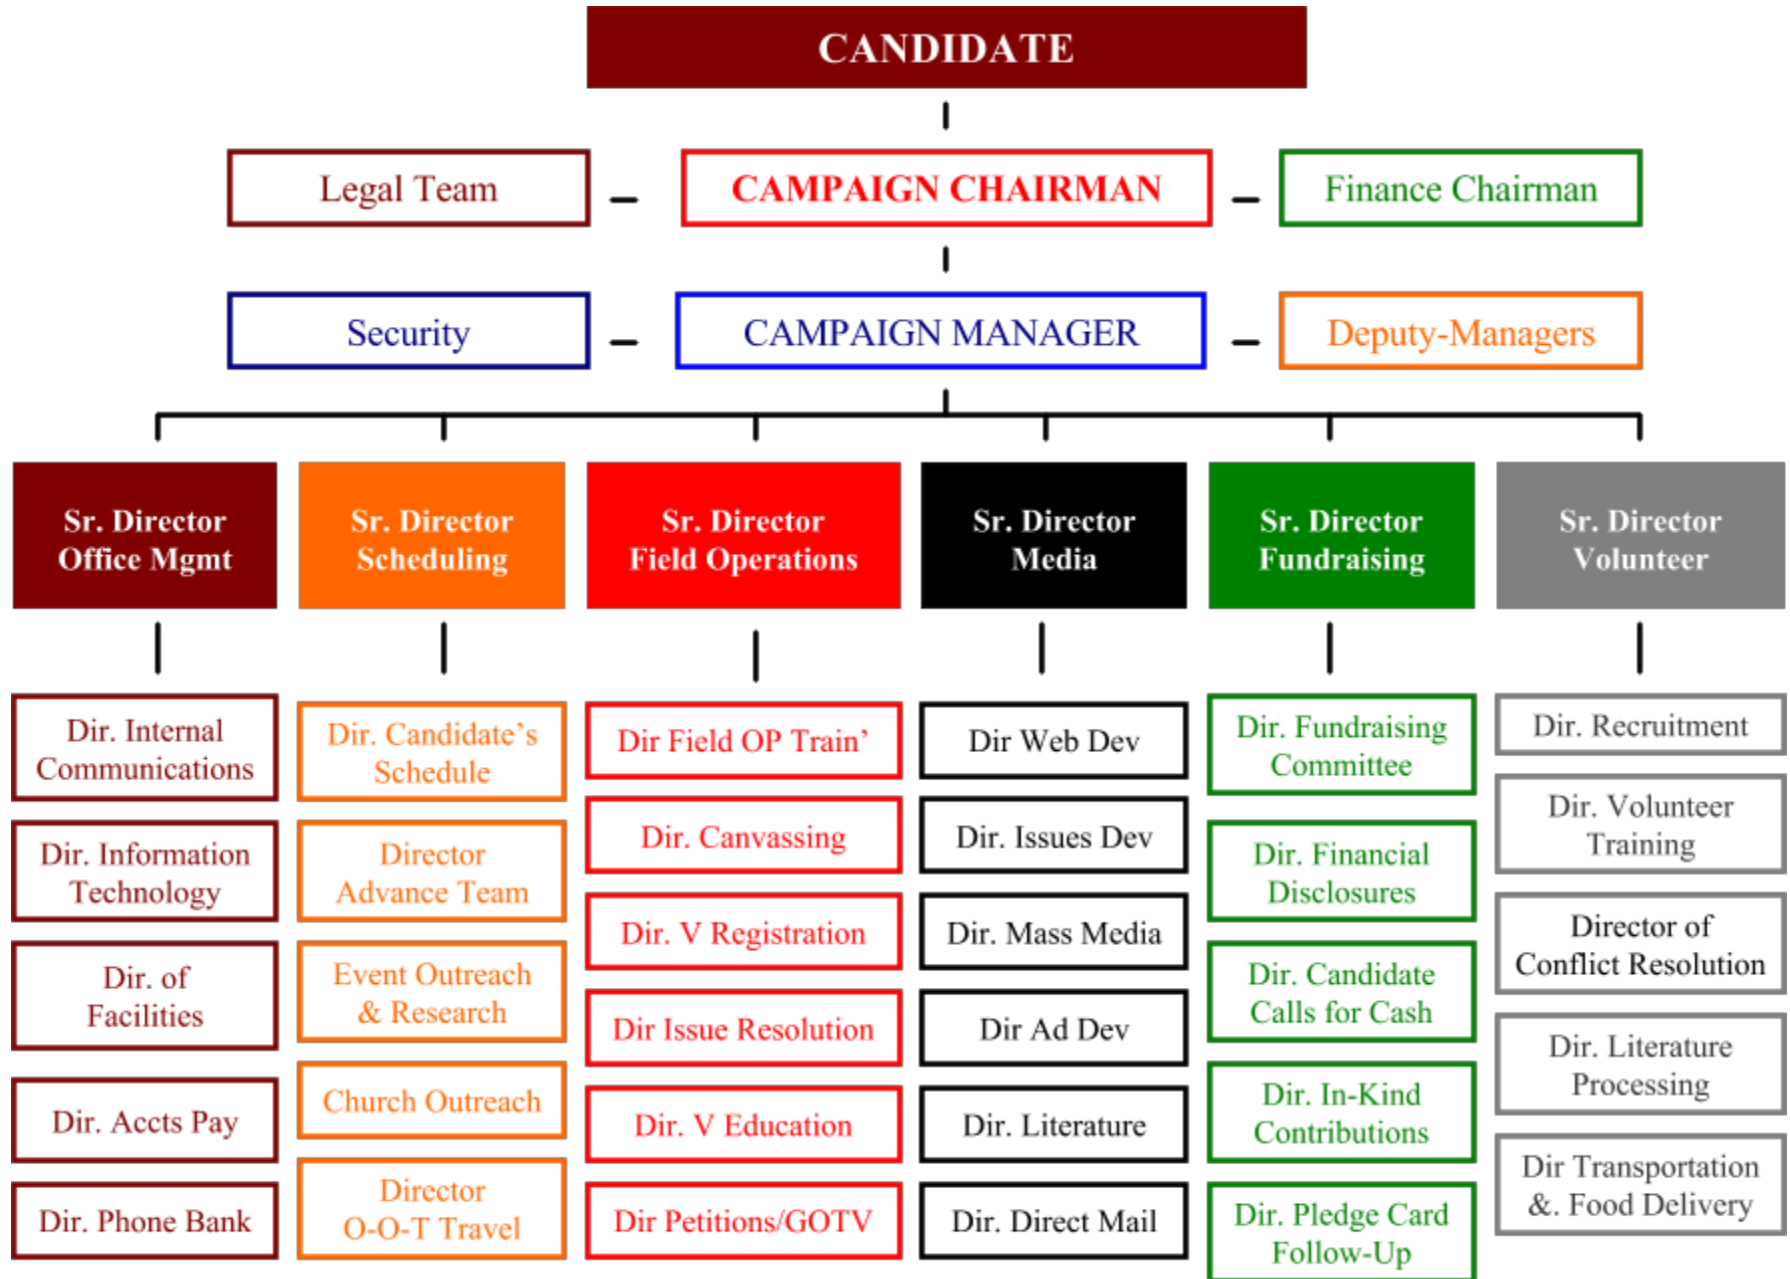 CANDIDATE
Legal Team
CAMPAIGN CHAIRMAN
Finance Chairman
Security
CAMPAIGN MANAGER
Deputy-Managers
Sr. Director
Office Mgmt
Sr. Director
Scheduling
Sr. Director
Field Operations
Sr. Director
Media
Sr. Director
Fundraising
Sr. Director
Volunteer
Dir. Internal
Communications
Dir. Information
Technology
Dir. of
Facilities
Dir. Accts Pay
Dir. Phone Bank
Dir. Candidate’s
Schedule
Director
Advance Team
Event Outreach
& Research
Church Outreach
Director
O-O-T Travel
Dir Field OP Train’
Dir. Canvassing
Dir. V Registration
Dir Issue Resolution
Dir. V Education
Dir Petitions/GOTV
Dir Web Dev
Dir. Issues Dev
Dir. Mass Media
Dir Ad Dev
Dir. Literature
Dir. Direct Mail
Dir. Fundraising
Committee
Dir. Financial
Disclosures
Dir. Candidate
Calls for Cash
Dir. In-Kind
Contributions
Dir. Pledge Card
Follow-Up
Dir. Recruitment
Dir. Volunteer
Training
Director of
Conflict Resolution
Dir. Literature
Processing
Dir Transportation
&. Food Delivery